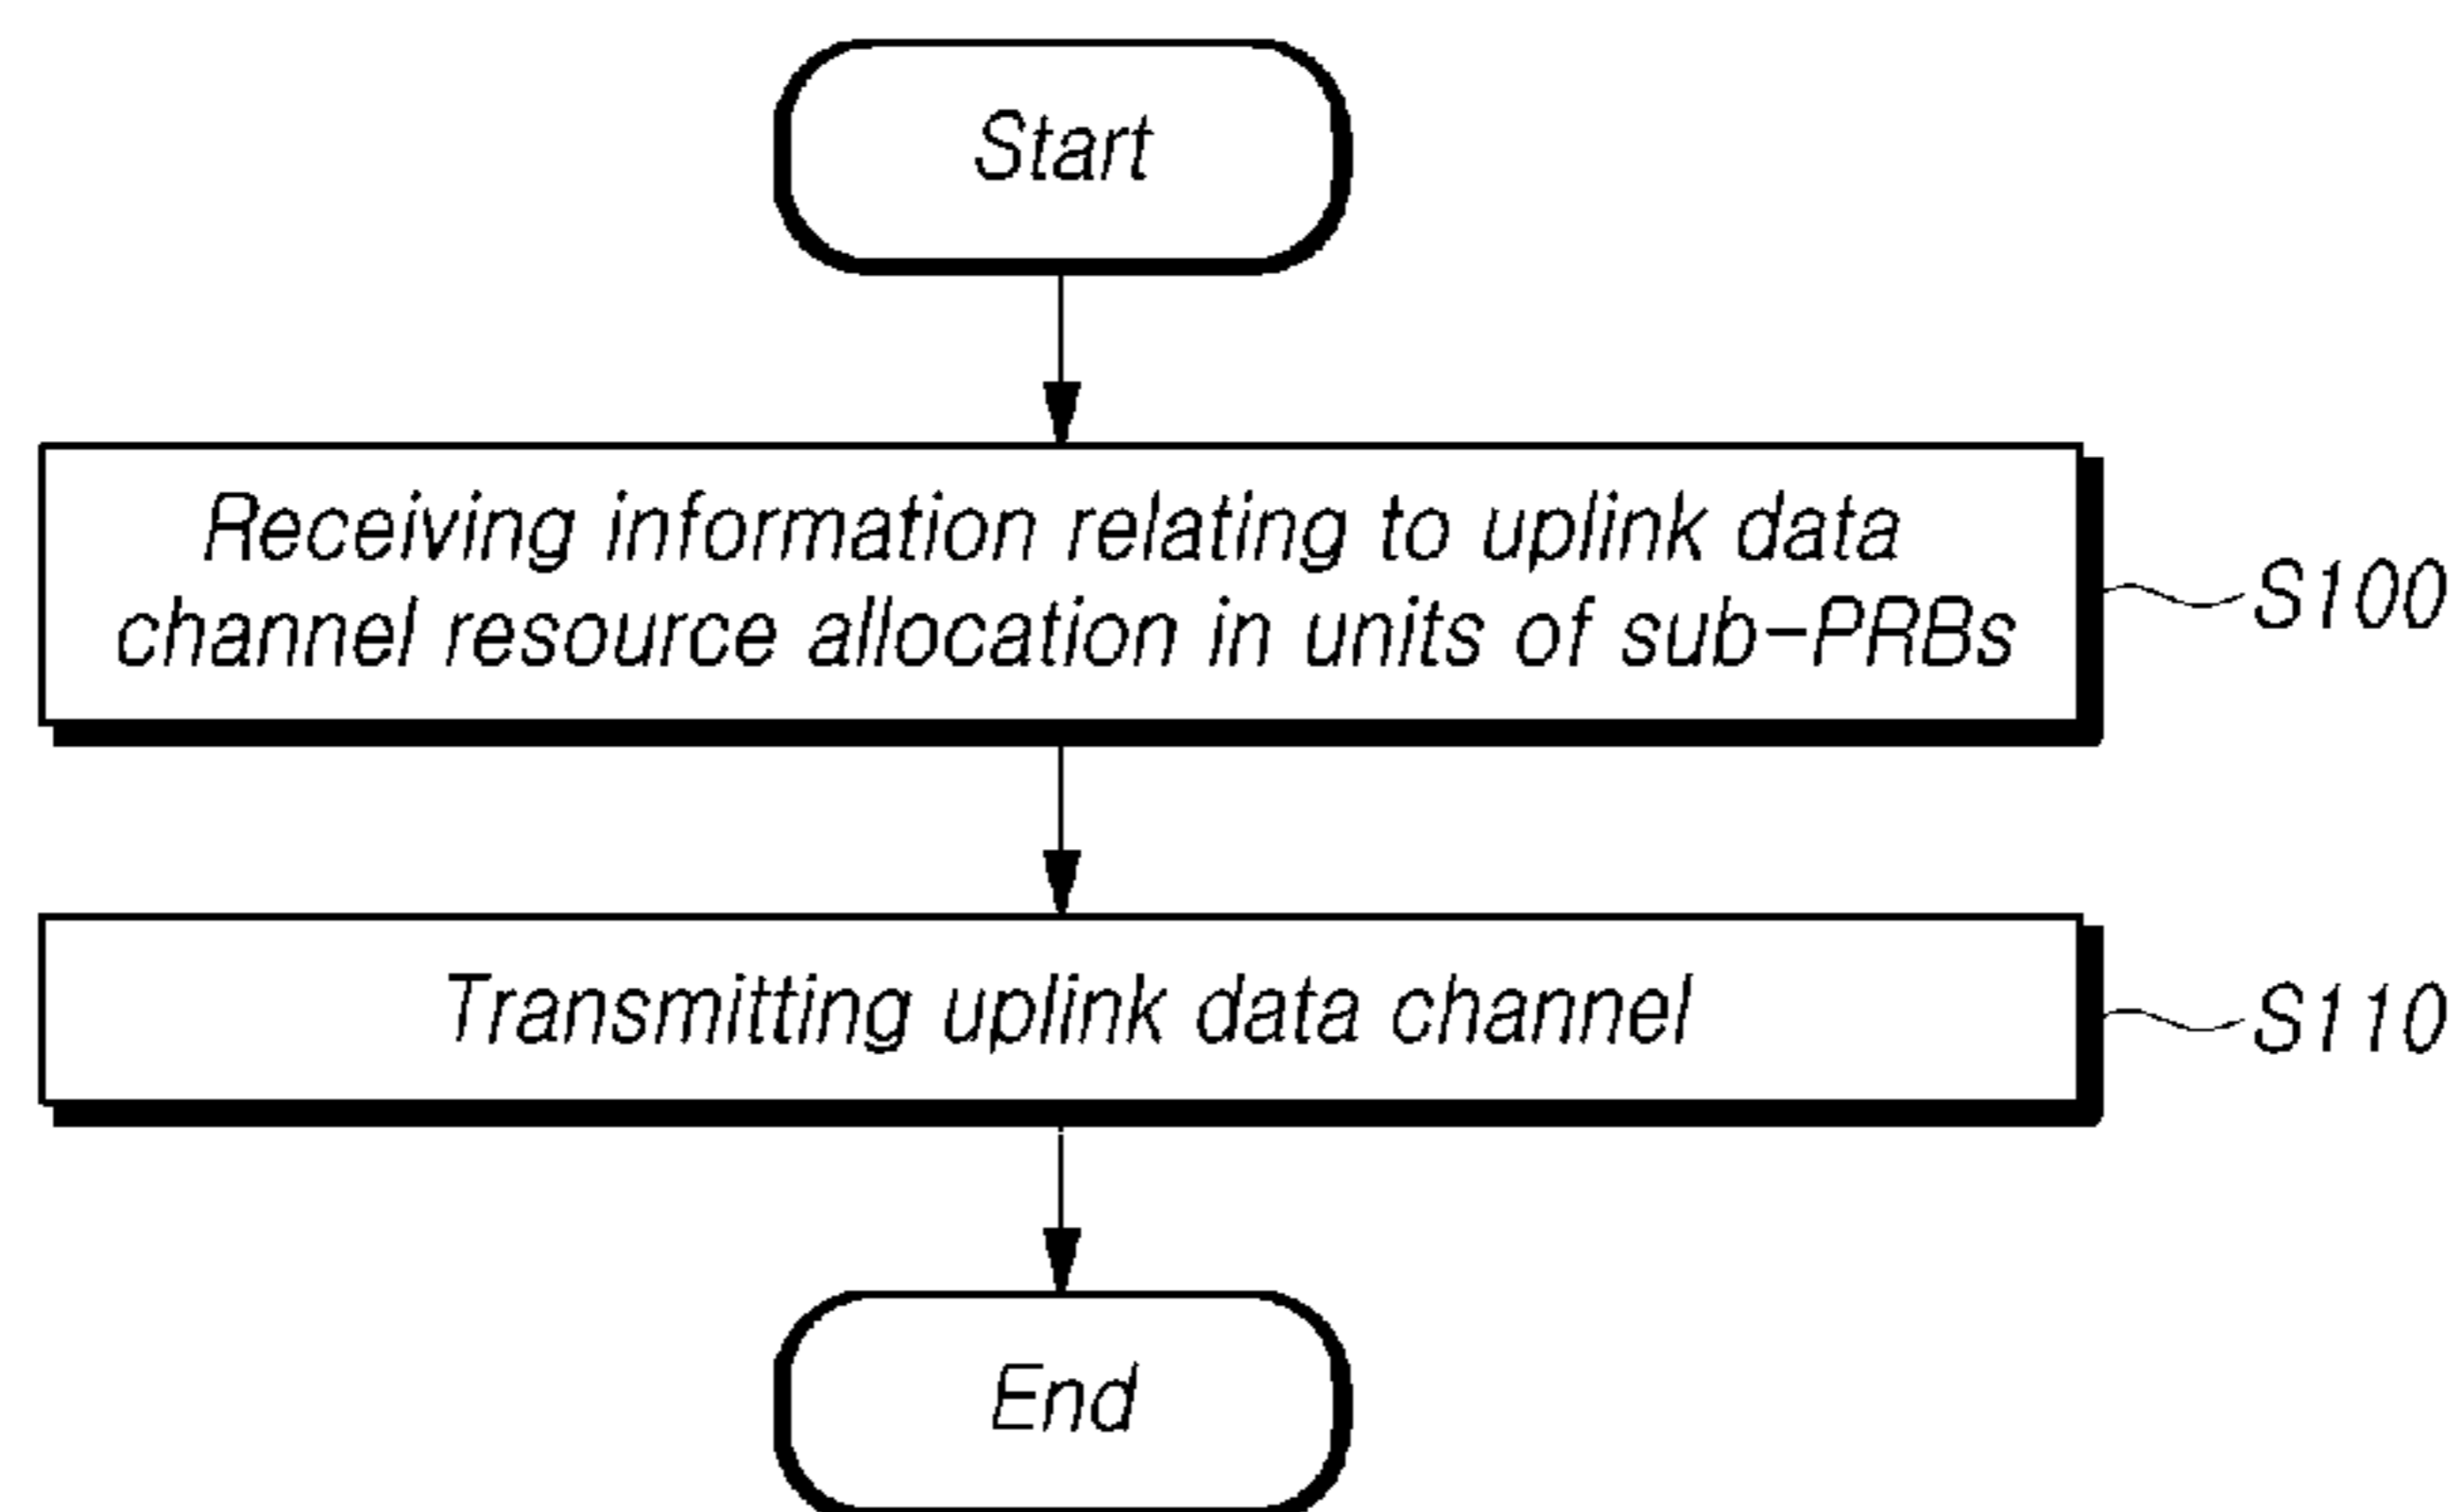 Start
Receiving information relating to uplink data
channel resource allocation in units of sub-PRBs
S100
Transmitting uplink data channel
S110
End